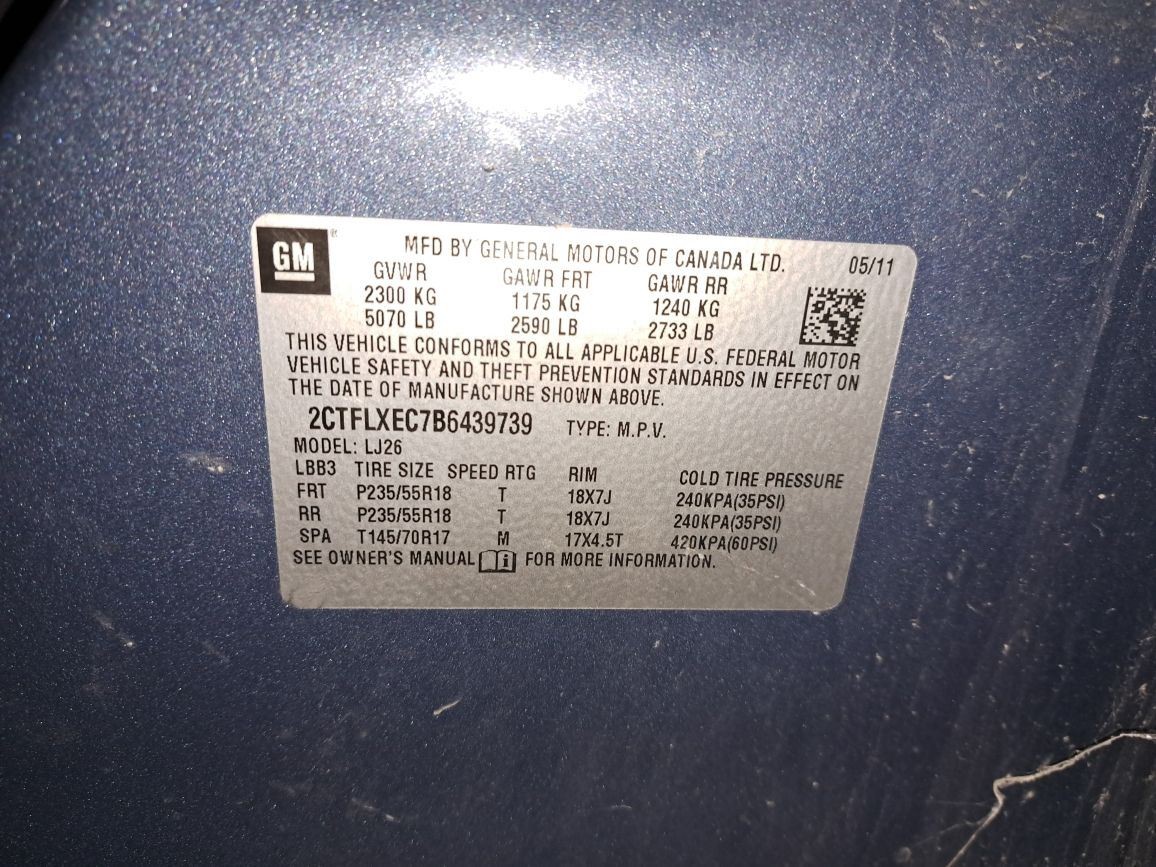 GM®
MFD BY GENERAL MOTORS OF CANADA LTD. 05/11
GVWR GAWR FRT GAWR RR
2300 KG 1175 KG 1240 KG
5070 LB 2590 LB 2733 LB
THIS VEHICLE CONFORMS TO ALL APPLICABLE U.S. FEDERAL MOTOR
VEHICLE SAFETY AND THEFT PREVENTION STANDARDS IN EFFECT ON
THE DATE OF MANUFACTURE SHOWN ABOVE.
2CTFLXEC7B6439739 TYPE: M.P.V.
MODEL: LJ26
LBB3 TIRE SIZE SPEED RTG RIM COLD TIRE PRESSURE
FRT P235/55R18 T 18X7J 240KPA(35PSI)
RR P235/55R18 T 18X7J 240KPA(35PSI)
SPA T145/70R17 M 17X4.5T 420KPA(60PSI)
SEE OWNER'S MANUAL i FOR MORE INFORMATION.